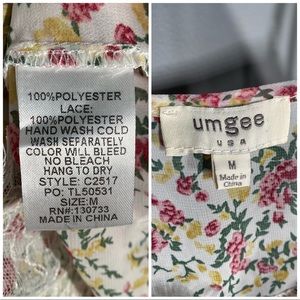 100%POLYESTER
LACE:
100%POLYESTER
HAND WASH COLD
WASH SEPARATELY
COLOR WILL BLEED
NO BLEACH
HANG TO DRY
STYLE: C2517
PO: TL50531
SIZE:M
RN#:130733
MADE IN CHINA
umgee
USA
M
Made in
China